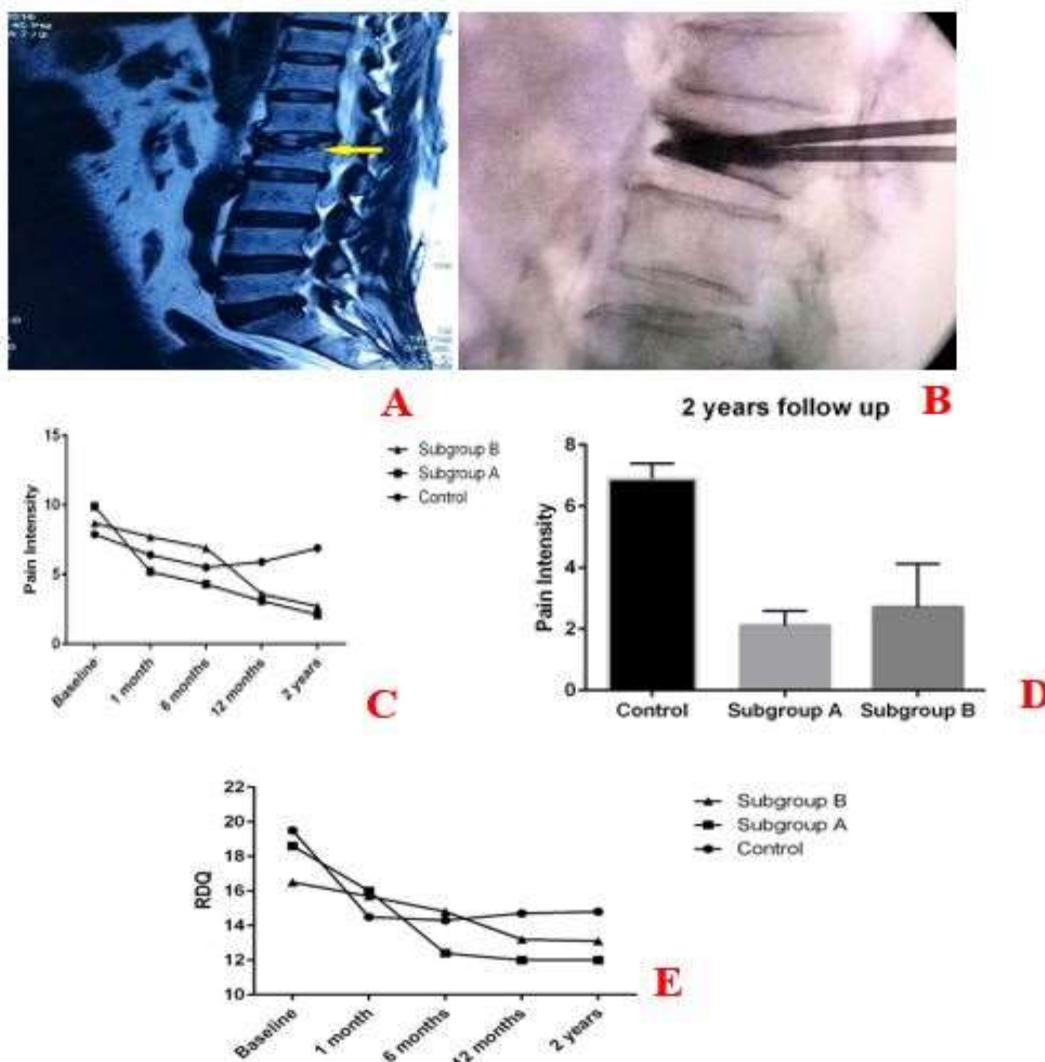 A
B
15
10
5
0
Pain Intensity
Baseline
1 month
6 months
12 months
2 years
Subgroup B
Subgroup A
Control
C
2 years follow up
8
6
4
2
0
Pain Intensity
Control
Subgroup A
Subgroup B
D
22
20
18
16
14
12
10
RDQ
Baseline
1 month
6 months
12 months
2 years
Subgroup B
Subgroup A
Control
E